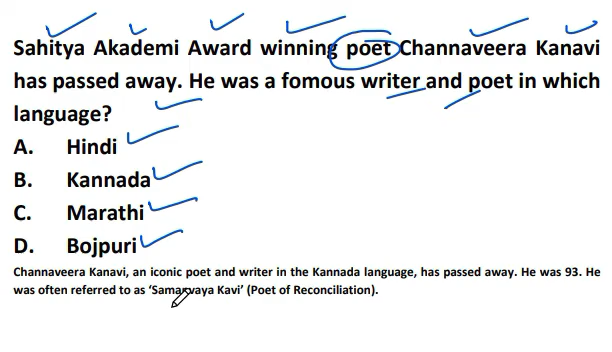 Sahitya Akademi Award winning poet Channaveera Kanavi
has passed away. He was a fomous writer and poet in which
language?
A. Hindi
B. Kannada
C. Marathi
D. Bojpuri
Channaveera Kanavi, an iconic poet and writer in the Kannada language, has passed away. He was 93. He
was often referred to as ‘Samanvaya Kavi’ (Poet of Reconciliation).